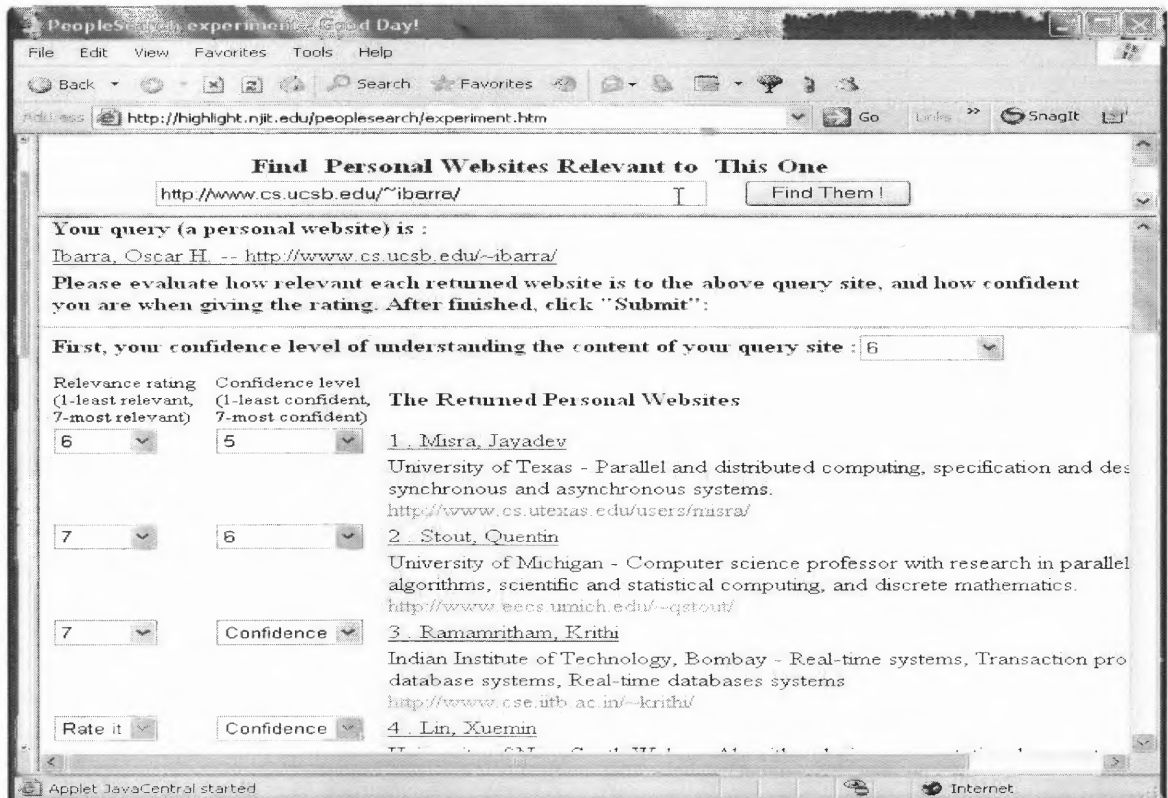 PeopleSearch experiment - Good Day!
File Edit View Favorites Tools Help
Back Search Favorites
Address http://highlight.njit.edu/peoplesearch/experiment.htm Go Links >> SnagIt
Find Personal Websites Relevant to This One
http://www.cs.ucsb.edu/~ibarra/ Find Them !
Your query (a personal website) is :
Ibarra, Oscar H. -- http://www.cs.ucsb.edu/~ibarra/
Please evaluate how relevant each returned website is to the above query site, and how confident
you are when giving the rating. After finished, click "Submit":
First, your confidence level of understanding the content of your query site : 6
Relevance rating
(1-least relevant,
7-most relevant)
Confidence level
(1-least confident,
7-most confident)
The Returned Personal Websites
6 5 1 . Misra, Jayadev
University of Texas - Parallel and distributed computing, specification and des
synchronous and asynchronous systems.
http://www.cs.utexas.edu/users/misra/
7 6 2 . Stout, Quentin
University of Michigan - Computer science professor with research in parallel
algorithms, scientific and statistical computing, and discrete mathematics.
http://www.eecs.umich.edu/~qstout/
7 Confidence 3 . Ramamritham, Krithi
Indian Institute of Technology, Bombay - Real-time systems, Transaction pro
database systems, Real-time databases systems
http://www.cse.iitb.ac.in/~krithi/
Rate it Confidence 4 . Lin, Xuemin
Applet JavaCentral started Internet